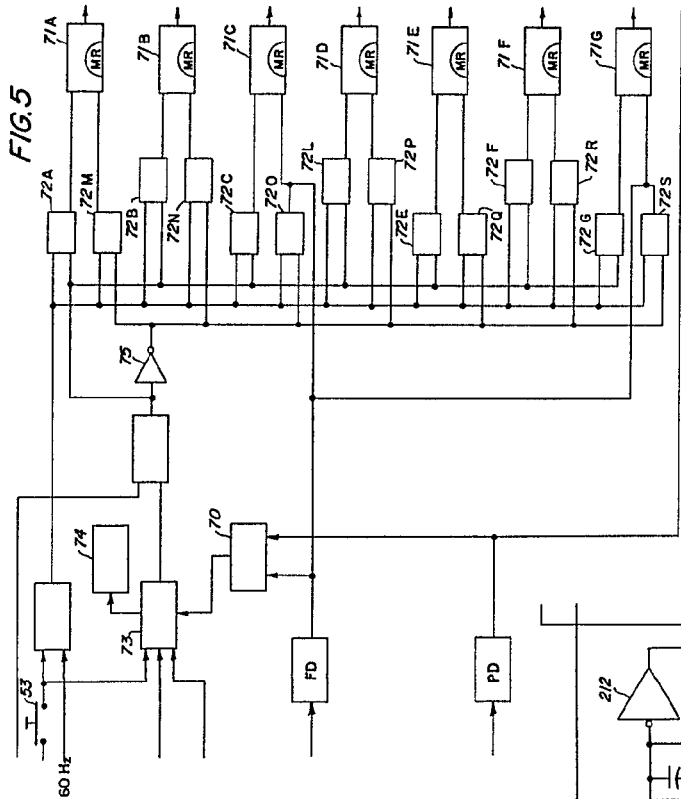 FIG.5
71A
71B
71C
71D
71E
71F
71G
MR
MR
MR
MR
MR
MR
MR
72A
72M
72B
72N
72C
72O
72L
72P
72E
72Q
72F
72R
72G
72S
75
74
70
73
53
60 Hz
FD
PD
212